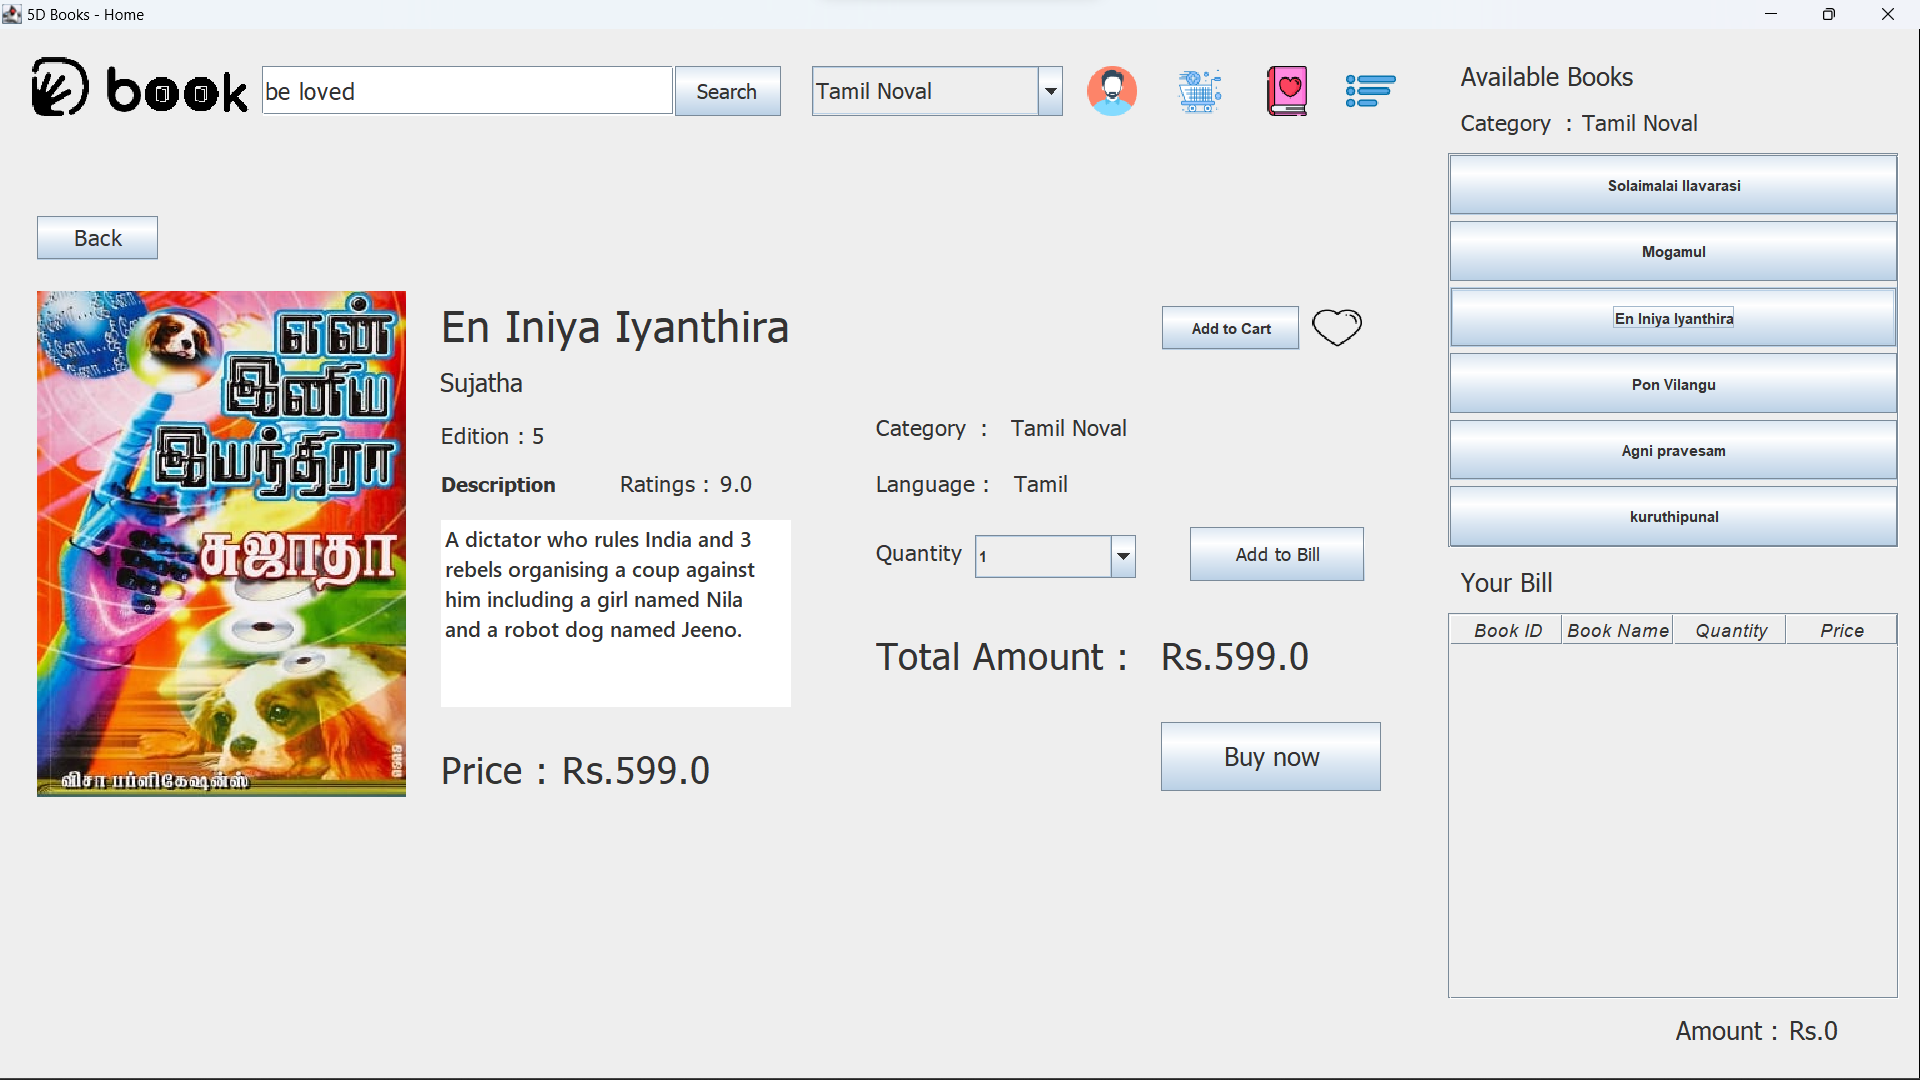 5D Books - Home
book
be loved
Search
Tamil Noval
Available Books
Category : Tamil Noval
Solaimalai Ilavarasi
Mogamul
En Iniya Iyanthira
Pon Vilangu
Agni pravesam
kuruthipunal
Back
என்
இனிய
இயந்திரா
சுஜாதா
விசா பப்ளிகேஷன்ஸ்
En Iniya Iyanthira
Add to Cart
Sujatha
Edition : 5
Category : Tamil Noval
Description
Ratings : 9.0
Language : Tamil
A dictator who rules India and 3
rebels organising a coup against
him including a girl named Nila
and a robot dog named Jeeno.
Quantity 1
Add to Bill
Total Amount : Rs.599.0
Price : Rs.599.0
Buy now
Your Bill
Book ID Book Name Quantity Price
Amount : Rs.0